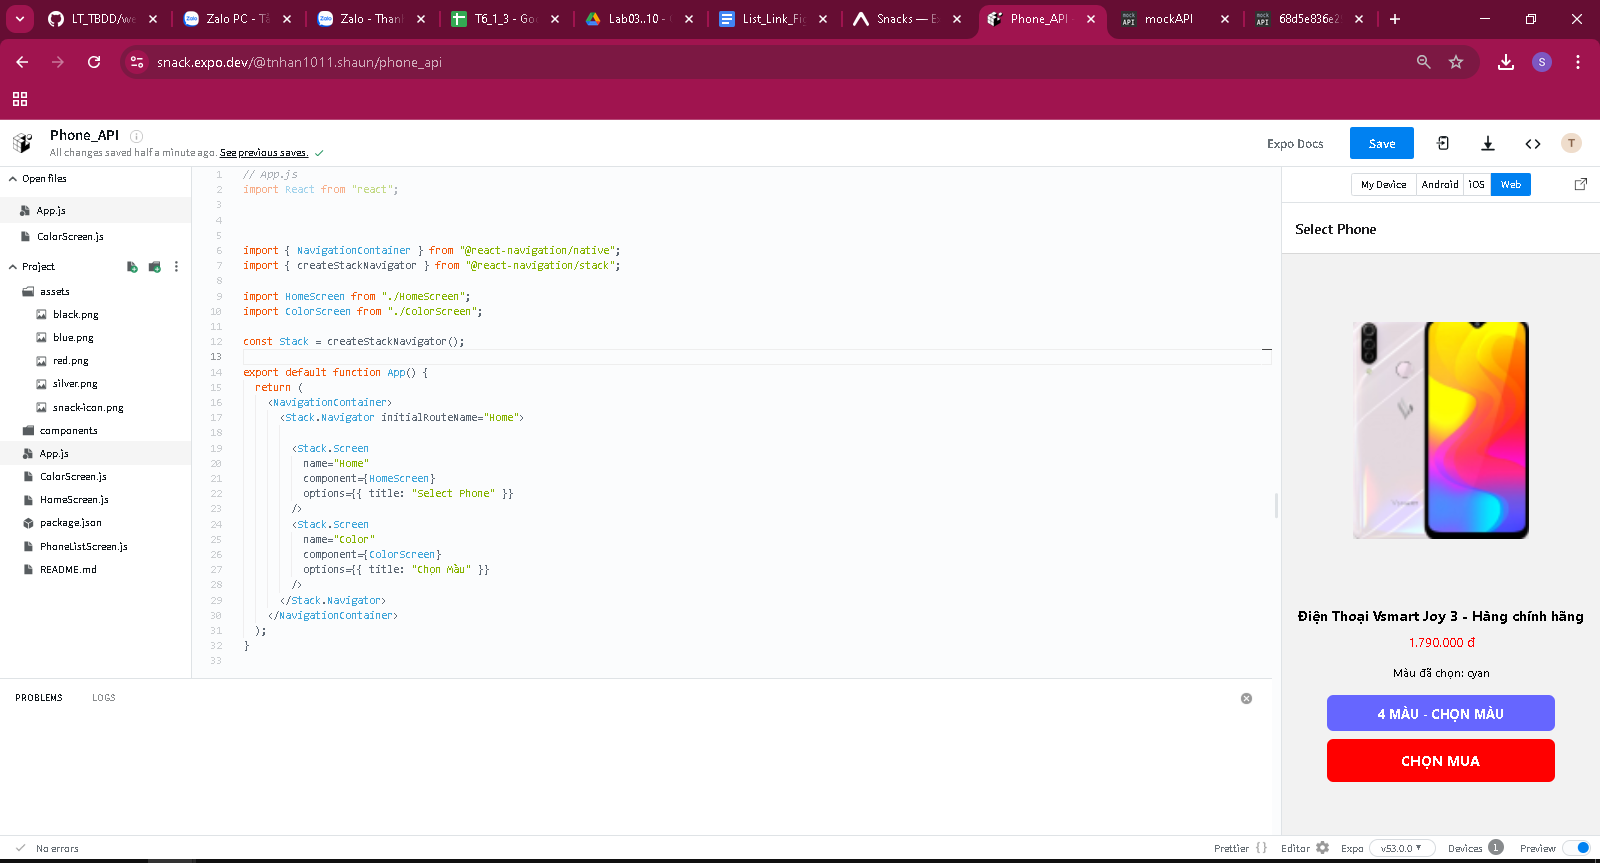 LT_TBDD/we
Zalo PC - Tả
Zalo - Thanh
T6_1_3 - Goo
Lab03..10 -
List_Link_Fig
Snacks — Ex
Phone_API -
mockAPI
68d5e836e2
snack.expo.dev/@tnhan1011.shaun/phone_api
S
Phone_API
All changes saved half a minute ago. See previous saves.
Expo Docs
Save
T
Open files
App.js
ColorScreen.js
Project
assets
black.png
blue.png
red.png
silver.png
snack-icon.png
components
App.js
ColorScreen.js
HomeScreen.js
package.json
PhoneListScreen.js
README.md
1 // App.js
2 import React from "react";
3
4
5
6 import { NavigationContainer } from "@react-navigation/native";
7 import { createStackNavigator } from "@react-navigation/stack";
8
9 import HomeScreen from "./HomeScreen";
10 import ColorScreen from "./ColorScreen";
11
12 const Stack = createStackNavigator();
13
14 export default function App() {
15 return (
16 <NavigationContainer>
17 <Stack.Navigator initialRouteName="Home">
18
19 <Stack.Screen
20 name="Home"
21 component={HomeScreen}
22 options={{ title: "Select Phone" }}
23 />
24 <Stack.Screen
25 name="Color"
26 component={ColorScreen}
27 options={{ title: "Chọn Màu" }}
28 />
29 </Stack.Navigator>
30 </NavigationContainer>
31 );
32 }
33
My Device
Android
iOS
Web
Select Phone
Điện Thoại Vsmart Joy 3 - Hàng chính hãng
1.790.000 đ
Màu đã chọn: cyan
4 MÀU - CHỌN MÀU
CHỌN MUA
PROBLEMS
LOGS
No errors
Prettier {}
Editor
Expo
v53.0.0
Devices 1
Preview